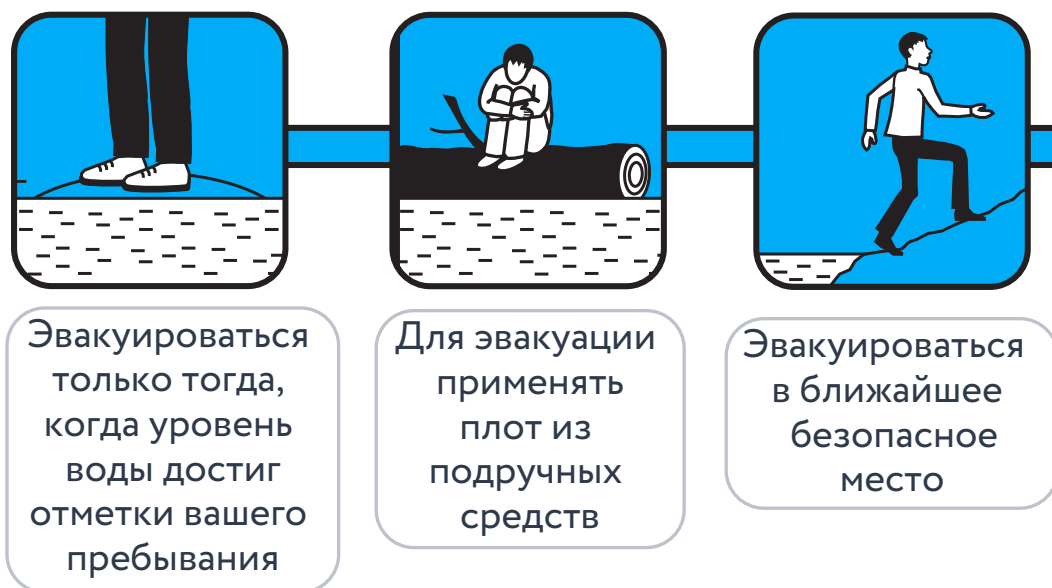 Эвакуироваться
только тогда,
когда уровень
воды достиг
отметки вашего
пребывания
Для эвакуации
применять
плот из
подручных
средств
Эвакуироваться
в ближайшее
безопасное
место